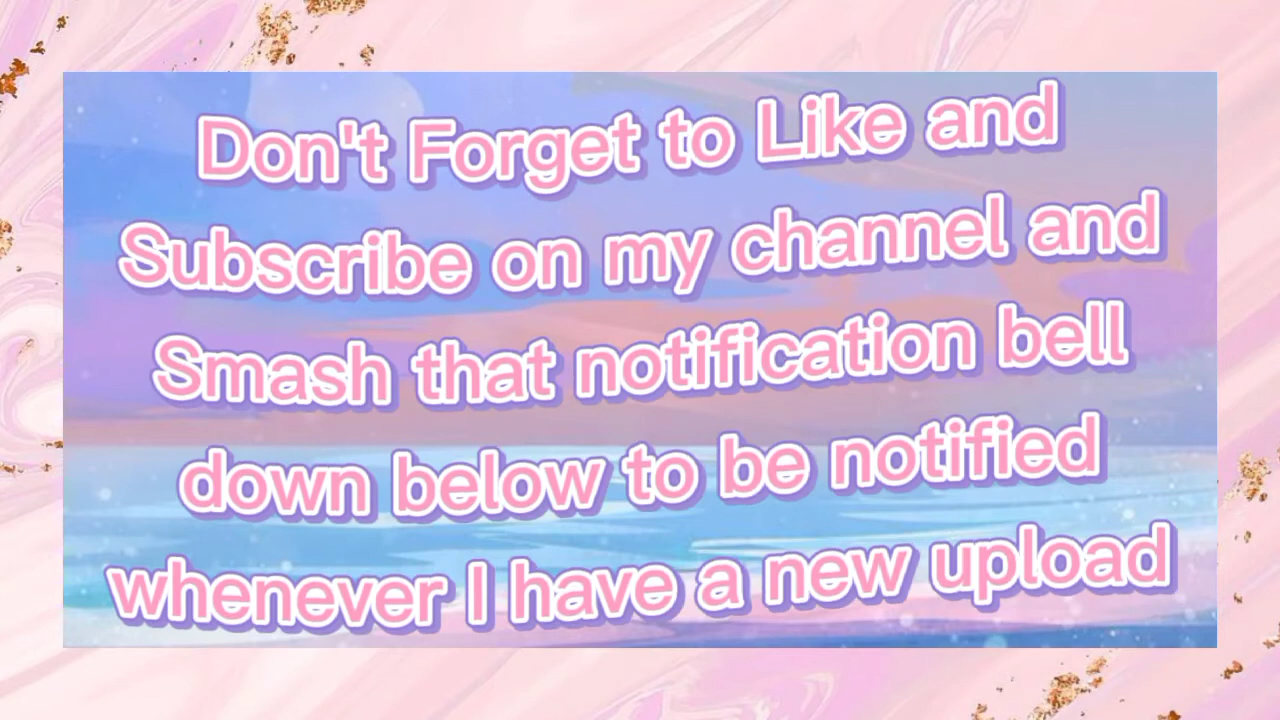 Don't Forget to Like and
Subscribe on my channel and
Smash that notification bell
down below to be notified
whenever I have a new upload